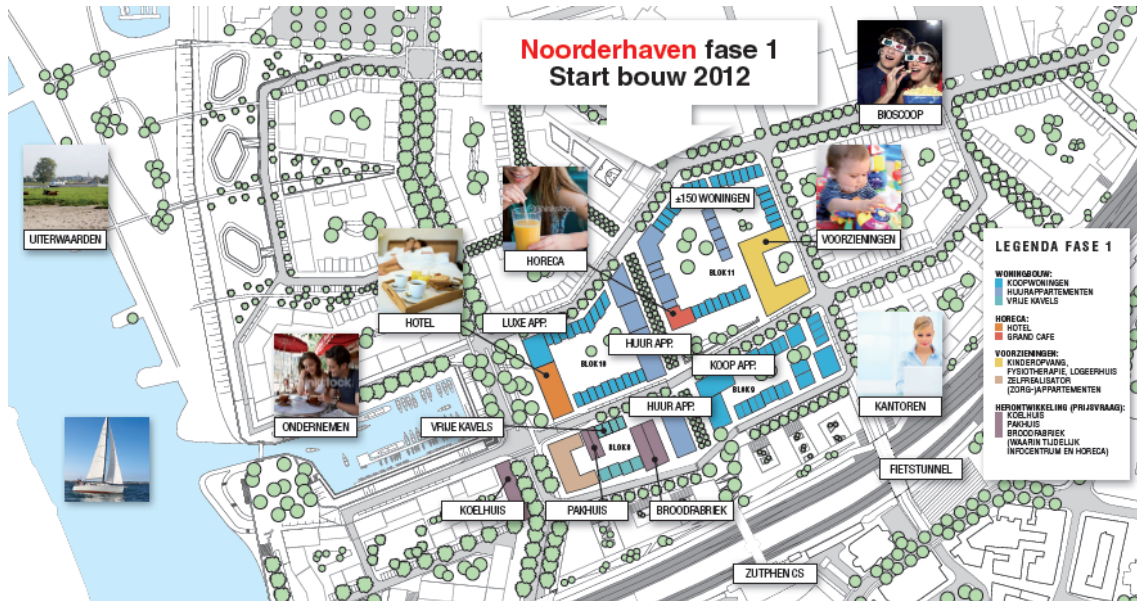 Noorderhaven fase 1
Start bouw 2012
BIOSCOOP
UITERWAARDEN
±150 WONINGEN
VOORZIENINGEN
HORECA
BLOK 11
LEGENDA FASE 1
WONINGBOUW:
KOOPWONINGEN
HUURAPPARTEMENTEN
VRIJE KAVELS
HORECA:
HOTEL
GRAND CAFE
VOORZIENINGEN:
KINDEROPVANG,
FYSIOTHERAPIE, LOGEERHUIS
ZELFREALISATOR
(ZORG-)APPARTEMENTEN
HERONTWIKKELING (PRIJSVRAAG):
KOELHUIS
PAKHUIS
BROODFABRIEK
(WAARIN TIJDELIJK
INFOCENTRUM EN HORECA)
HOTEL
LUXE APP.
HUUR APP.
BLOK 10
KOOP APP.
BLOK 9
HUUR APP.
KANTOREN
ONDERNEMEN
VRIJE KAVELS
BLOK 8
FIETSTUNNEL
KOELHUIS
PAKHUIS
BROODFABRIEK
ZUTPHEN CS